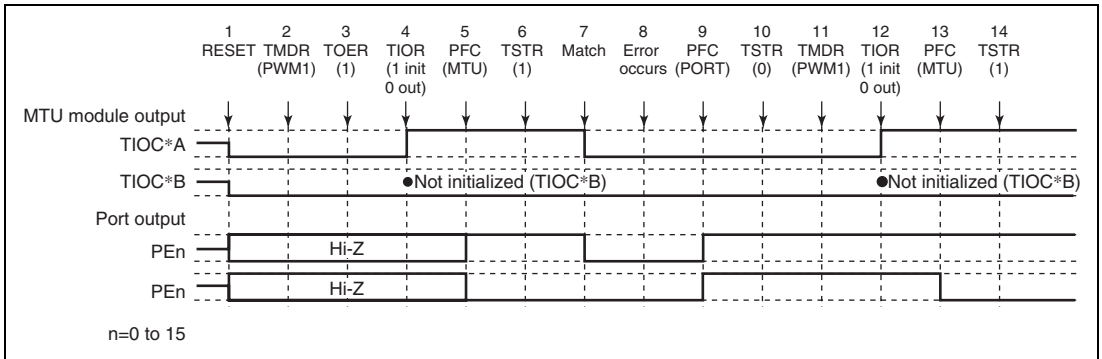 1 2 3 4 5 6 7 8 9 10 11 12 13 14
RESET TMDR TOER TIOR PFC TSTR Match Error PFC TSTR TMDR TIOR PFC TSTR
(PWM1) (1) (1 init (MTU) (1) occurs (PORT) (0) (PWM1) (1 init (MTU) (1)
0 out) 0 out)
MTU module output
TIOC*A
TIOC*B ●Not initialized (TIOC*B) ●Not initialized (TIOC*B)
Port output
PEn Hi-Z
PEn Hi-Z
n=0 to 15